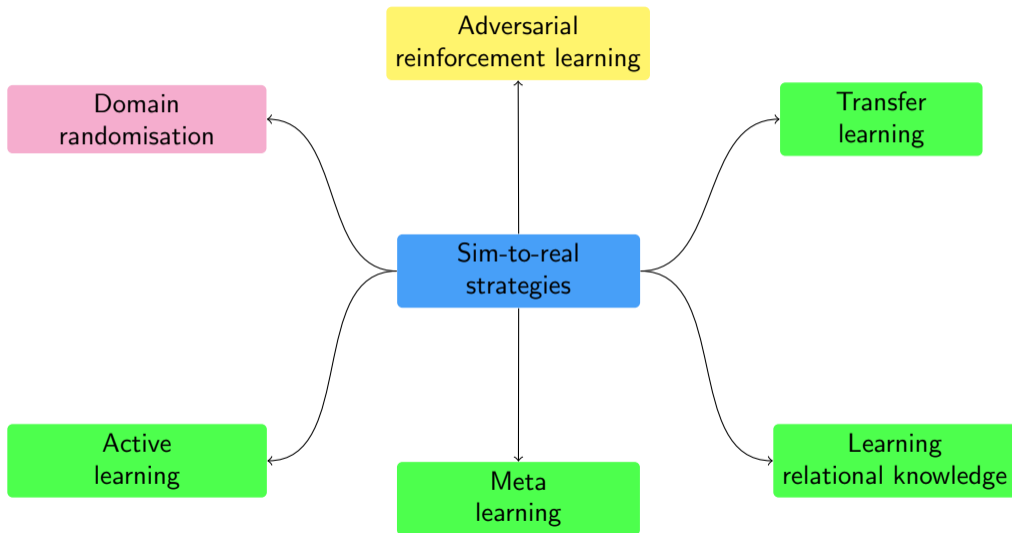 Adversarial
reinforcement learning
Domain
randomisation
Transfer
learning
Sim-to-real
strategies
Active
learning
Meta
learning
Learning
relational knowledge